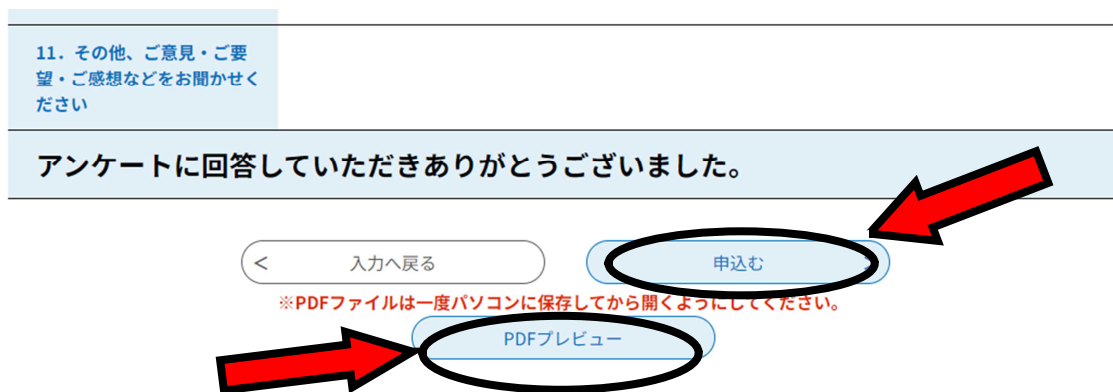 11．その他、ご意見・ご要
望・ご感想などをお聞かせく
ださい
アンケートに回答していただきありがとうございました。
< 入力へ戻る
申込む
※PDFファイルは一度パソコンに保存してから開くようにしてください。
PDFプレビュー